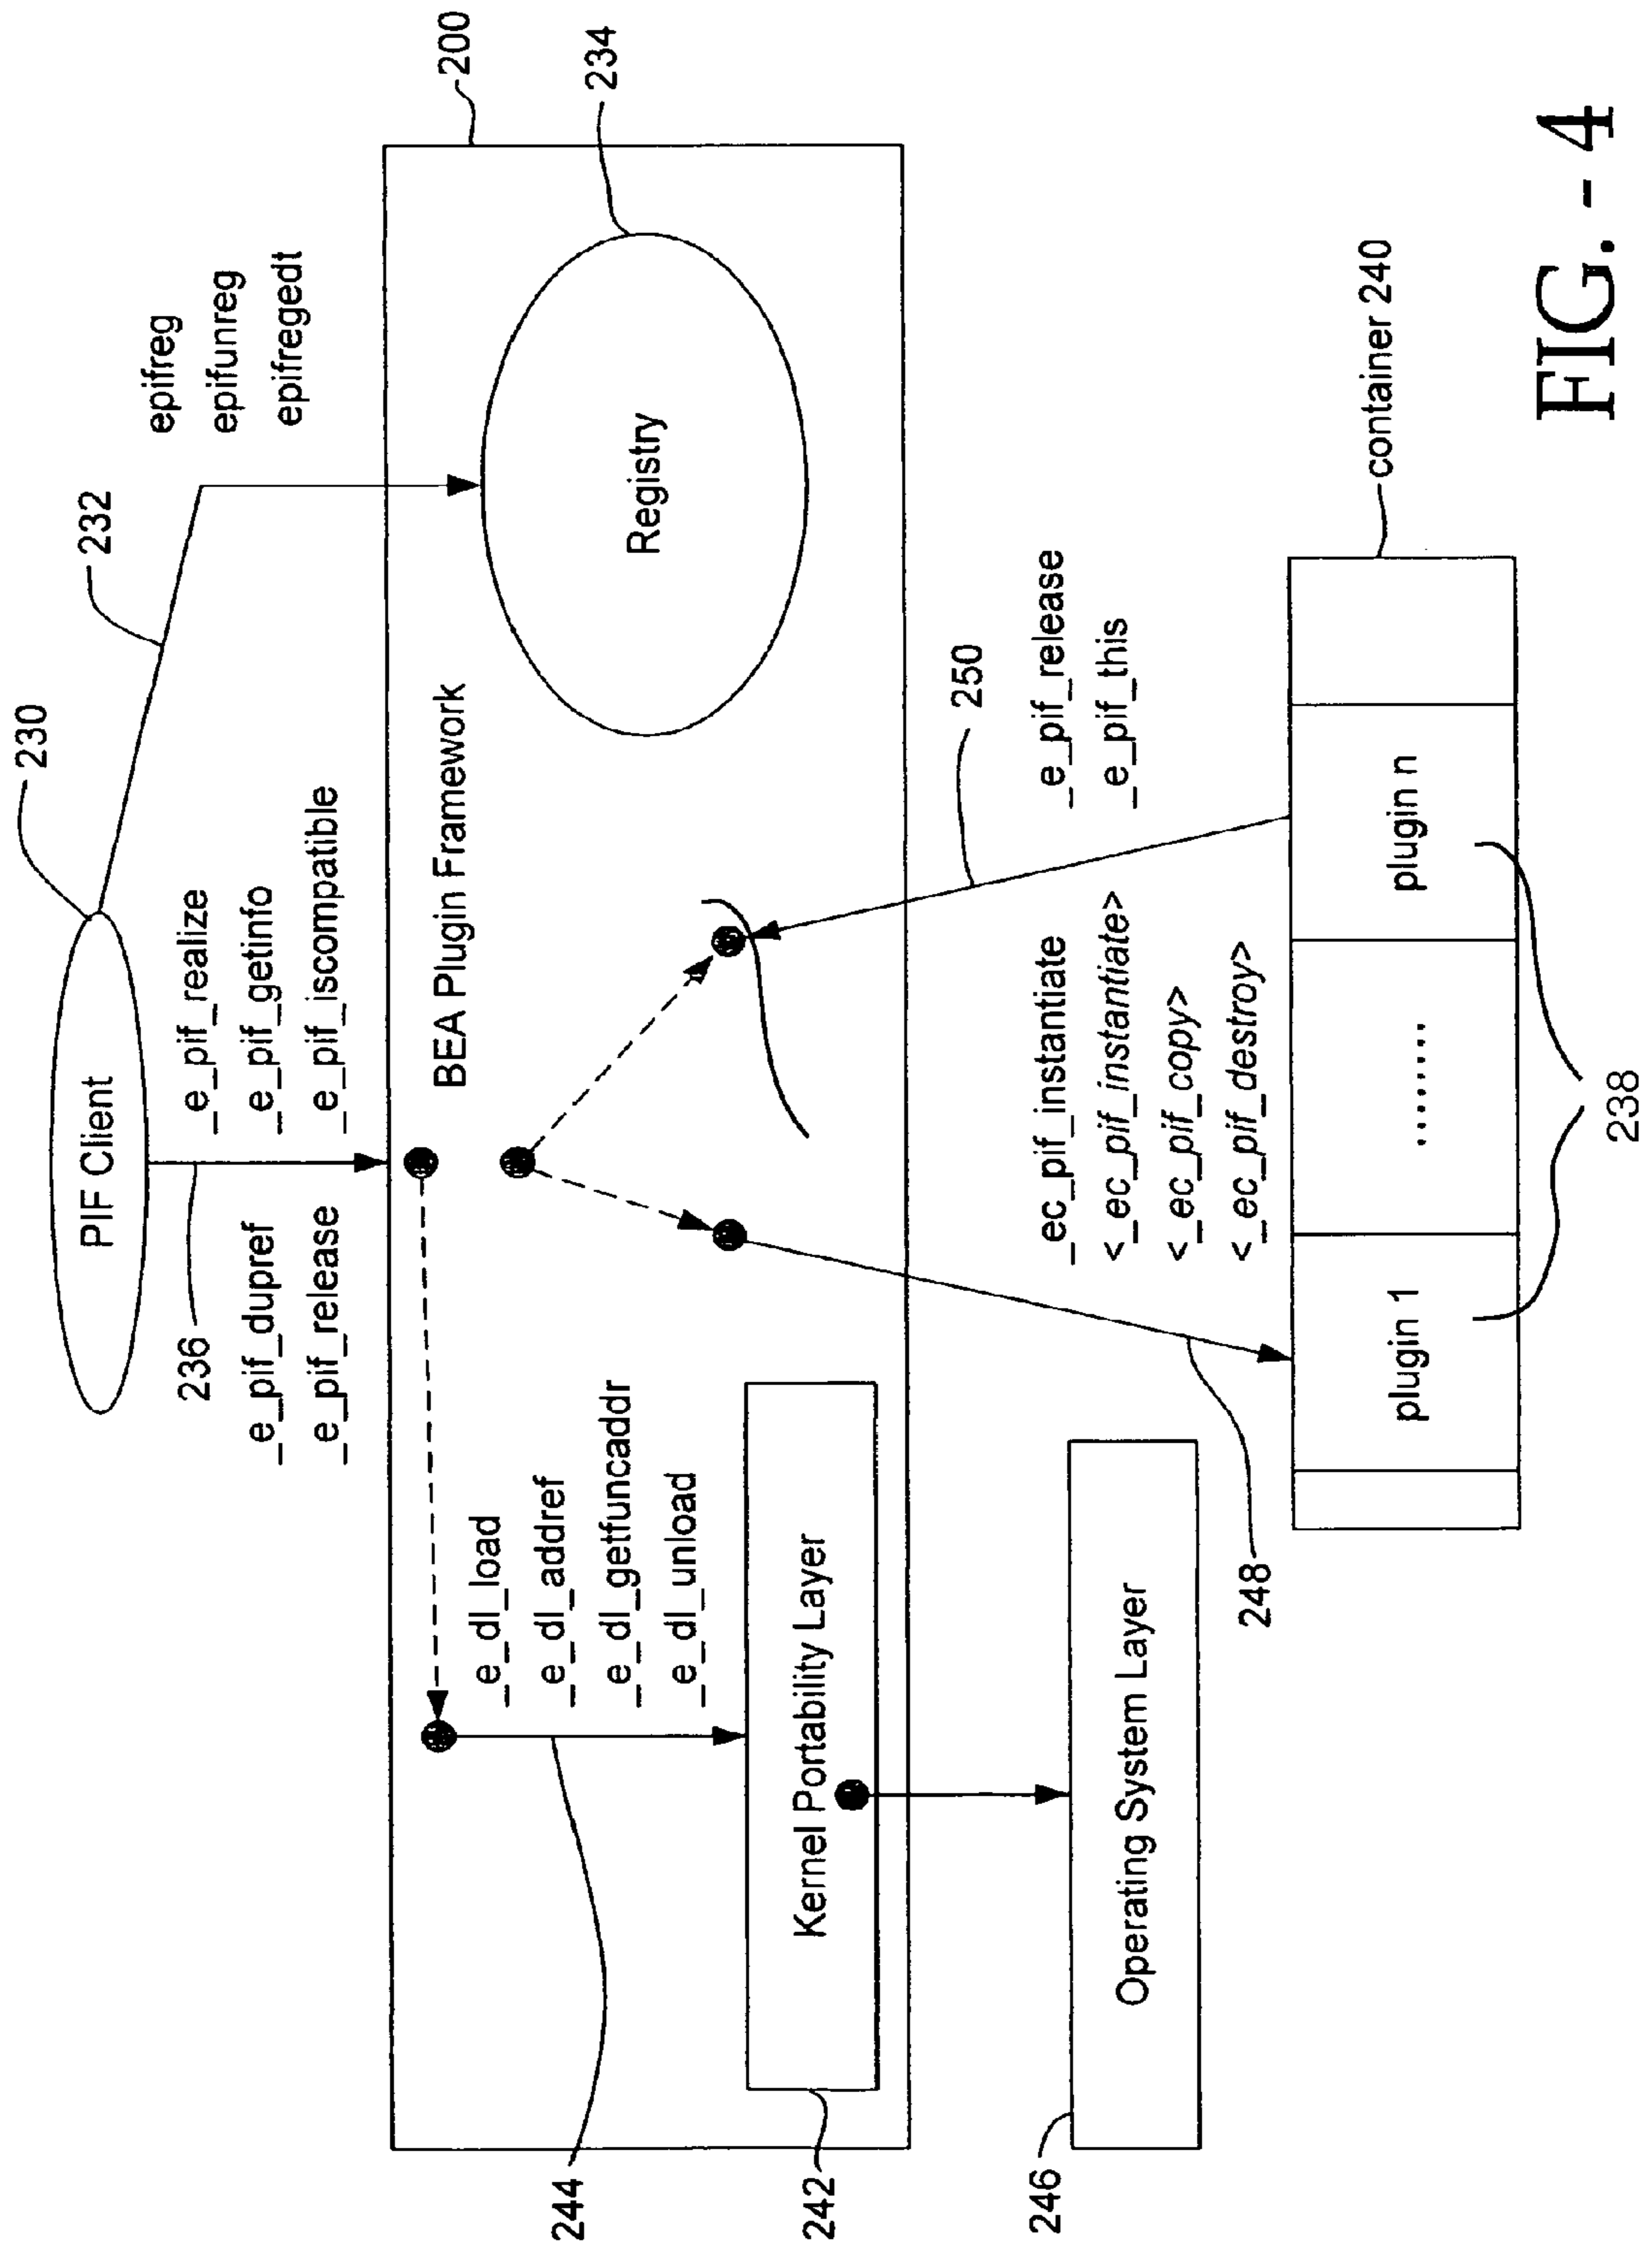 230
232
PIF Client
epifreg
epifunreg
epifregedt
236
_e_pif_dupref
_e_pif_release
_e_pif_realize
_e_pif_getinfo
_e_pif_iscompatible
200
234
BEA Plugin Framework
Registry
244
_e_dl_load
_e_dl_addref
_e_dl_getfuncaddr
_e_dl_unload
Kernel Portability Layer
242
246
Operating System Layer
248
_ec_pif_instantiate
<_ec_pif_instantiate>
<_ec_pif_copy>
<_ec_pif_destroy>
250
_e_pif_release
_e_pif_this
plugin 1
........
plugin n
container 240
238
FIG. - 4